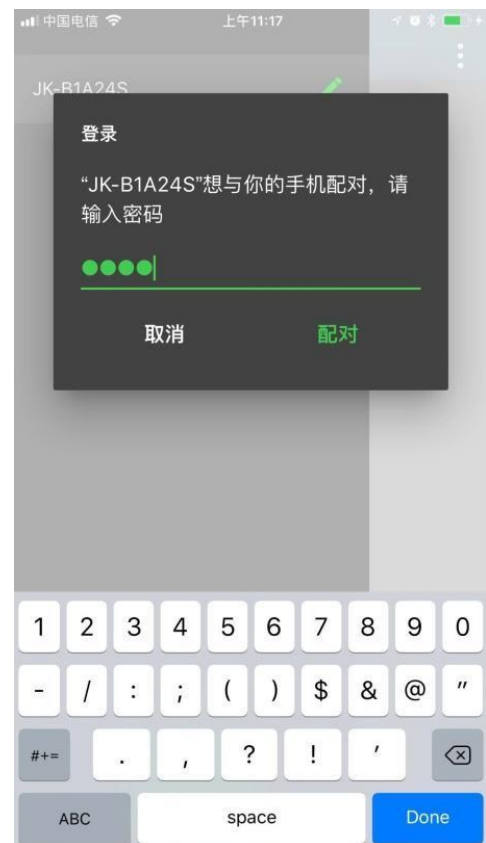 中国电信 上午11:17
JK-B1A24S
登录
“JK-B1A24S”想与你的手机配对，请
输入密码
●●●●
取消 配对
1 2 3 4 5 6 7 8 9 0
- / : ; ( ) $ & @ "
#+= . , ? ! ’
ABC space Done